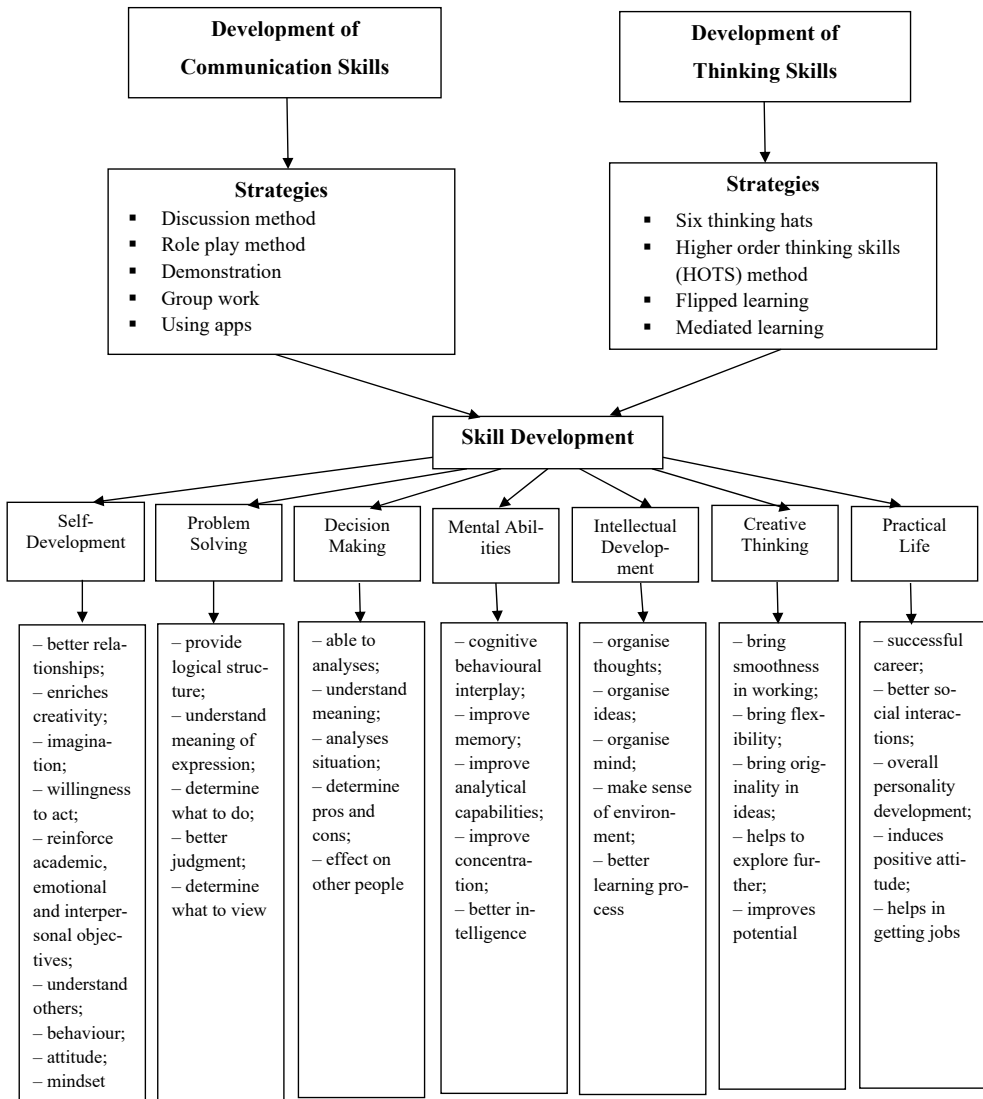 Development of
Communication Skills
Development of
Thinking Skills
Strategies
▪ Discussion method
▪ Role play method
▪ Demonstration
▪ Group work
▪ Using apps
Strategies
▪ Six thinking hats
▪ Higher order thinking skills
(HOTS) method
▪ Flipped learning
▪ Mediated learning
Skill Development
Self-
Development
Problem
Solving
Decision
Making
Mental Abil-
ities
Intellectual
Develop-
ment
Creative
Thinking
Practical
Life
– better rela-
tionships;
– enriches
creativity;
– imagina-
tion;
– willingness
to act;
– reinforce
academic,
emotional
and interper-
sonal objec-
tives;
– understand
others;
– behaviour;
– attitude;
– mindset
– provide
logical struc-
ture;
– understand
meaning of
expression;
– determine
what to do;
– better
judgment;
– determine
what to view
– able to
analyses;
– understand
meaning;
– analyses
situation;
– determine
pros and
cons;
– effect on
other people
– cognitive
behavioural
interplay;
– improve
memory;
– improve
analytical
capabilities;
– improve
concentra-
tion;
– better in-
telligence
– organise
thoughts;
– organise
ideas;
– organise
mind;
– make sense
of environ-
ment;
– better
learning pro-
cess
– bring
smoothness
in working;
– bring flex-
ibility;
– bring orig-
inality in
ideas;
– helps to
explore fur-
ther;
– improves
potential
– successful
career;
– better so-
cial interac-
tions;
– overall
personality
development;
– induces
positive atti-
tude;
– helps in
getting jobs